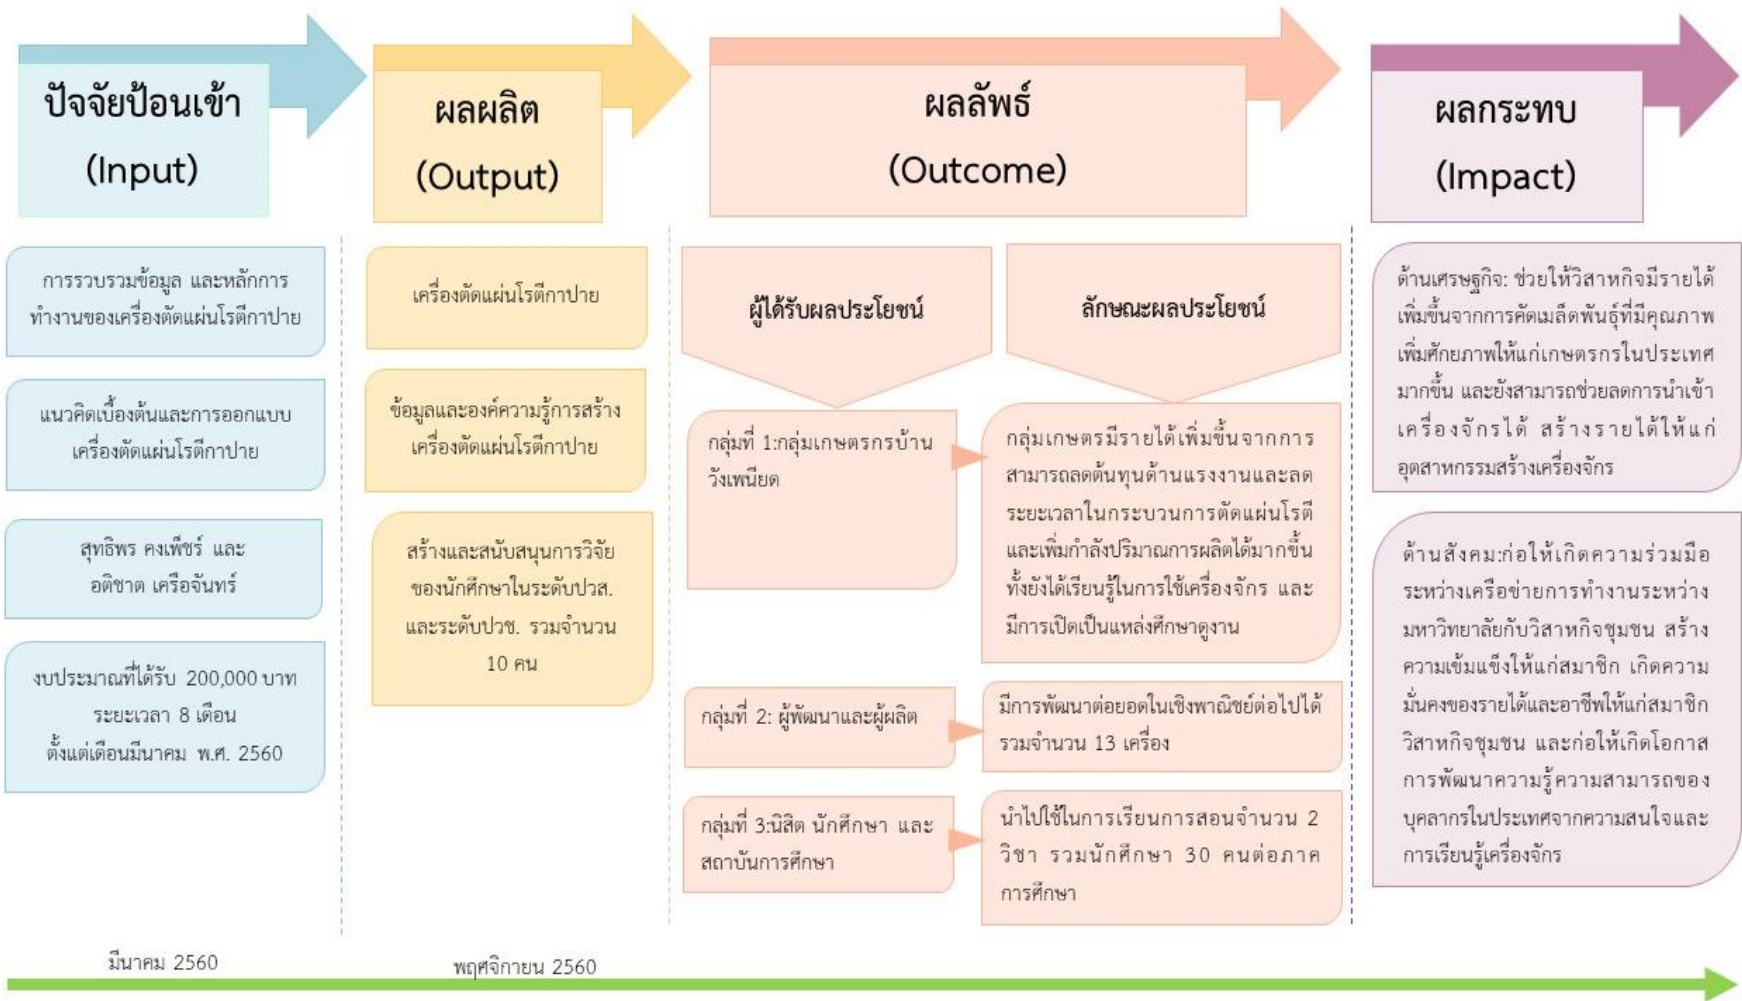 ปัจจัยป้อนเข้า
(Input)
การรวบรวมข้อมูล และหลักการ
ทำงานของเครื่องตัดแผ่นโรตีกาปาย
แนวคิดเบื้องต้นและการออกแบบ
เครื่องตัดแผ่นโรตีกาปาย
สุทธิพร คงเพ็ชร์ และ
อติชาต เครือจันทร์
งบประมาณที่ได้รับ 200,000 บาท
ระยะเวลา 8 เดือน
ตั้งแต่เดือนมีนาคม พ.ศ. 2560
ผลผลิต
(Output)
เครื่องตัดแผ่นโรตีกาปาย
ข้อมูลและองค์ความรู้การสร้าง
เครื่องตัดแผ่นโรตีกาปาย
สร้างและสนับสนุนการวิจัย
ของนักศึกษาในระดับปวส.
และระดับปวช. รวมจำนวน
10 คน
ผลลัพธ์
(Outcome)
ผู้ได้รับผลประโยชน์
ลักษณะผลประโยชน์
กลุ่มที่ 1:กลุ่มเกษตรกรบ้าน
วังเพนียด
กลุ่มเกษตรมีรายได้เพิ่มขึ้นจากการ
สามารถลดต้นทุนด้านแรงงานและลด
ระยะเวลาในกระบวนการตัดแผ่นโรตี
และเพิ่มกำลังปริมาณการผลิตได้มากขึ้น
ทั้งยังได้เรียนรู้ในการใช้เครื่องจักร และ
มีการเปิดเป็นแหล่งศึกษาดูงาน
กลุ่มที่ 2: ผู้พัฒนาและผู้ผลิต
มีการพัฒนาต่อยอดในเชิงพาณิชย์ต่อไปได้
รวมจำนวน 13 เครื่อง
กลุ่มที่ 3:นิสิต นักศึกษา และ
สถาบันการศึกษา
นำไปใช้ในการเรียนการสอนจำนวน 2
วิชา รวมนักศึกษา 30 คนต่อภาค
การศึกษา
ผลกระทบ
(Impact)
ด้านเศรษฐกิจ: ช่วยให้วิสาหกิจมีรายได้
เพิ่มขึ้นจากการคัดเมล็ดพันธุ์ที่มีคุณภาพ
เพิ่มศักยภาพให้แก่เกษตรกรในประเทศ
มากขึ้น และยังสามารถช่วยลดการนำเข้า
เครื่องจักรได้ สร้างรายได้ให้แก่
อุตสาหกรรมสร้างเครื่องจักร
ด้านสังคม:ก่อให้เกิดความร่วมมือ
ระหว่างเครือข่ายการทำงานระหว่าง
มหาวิทยาลัยกับวิสาหกิจชุมชน สร้าง
ความเข้มแข็งให้แก่สมาชิก เกิดความ
มั่นคงของรายได้และอาชีพให้แก่สมาชิก
วิสาหกิจชุมชน และก่อให้เกิดโอกาส
การพัฒนาความรู้ความสามารถของ
บุคลากรในประเทศจากความสนใจและ
การเรียนรู้เครื่องจักร
มีนาคม 2560
พฤศจิกายน 2560